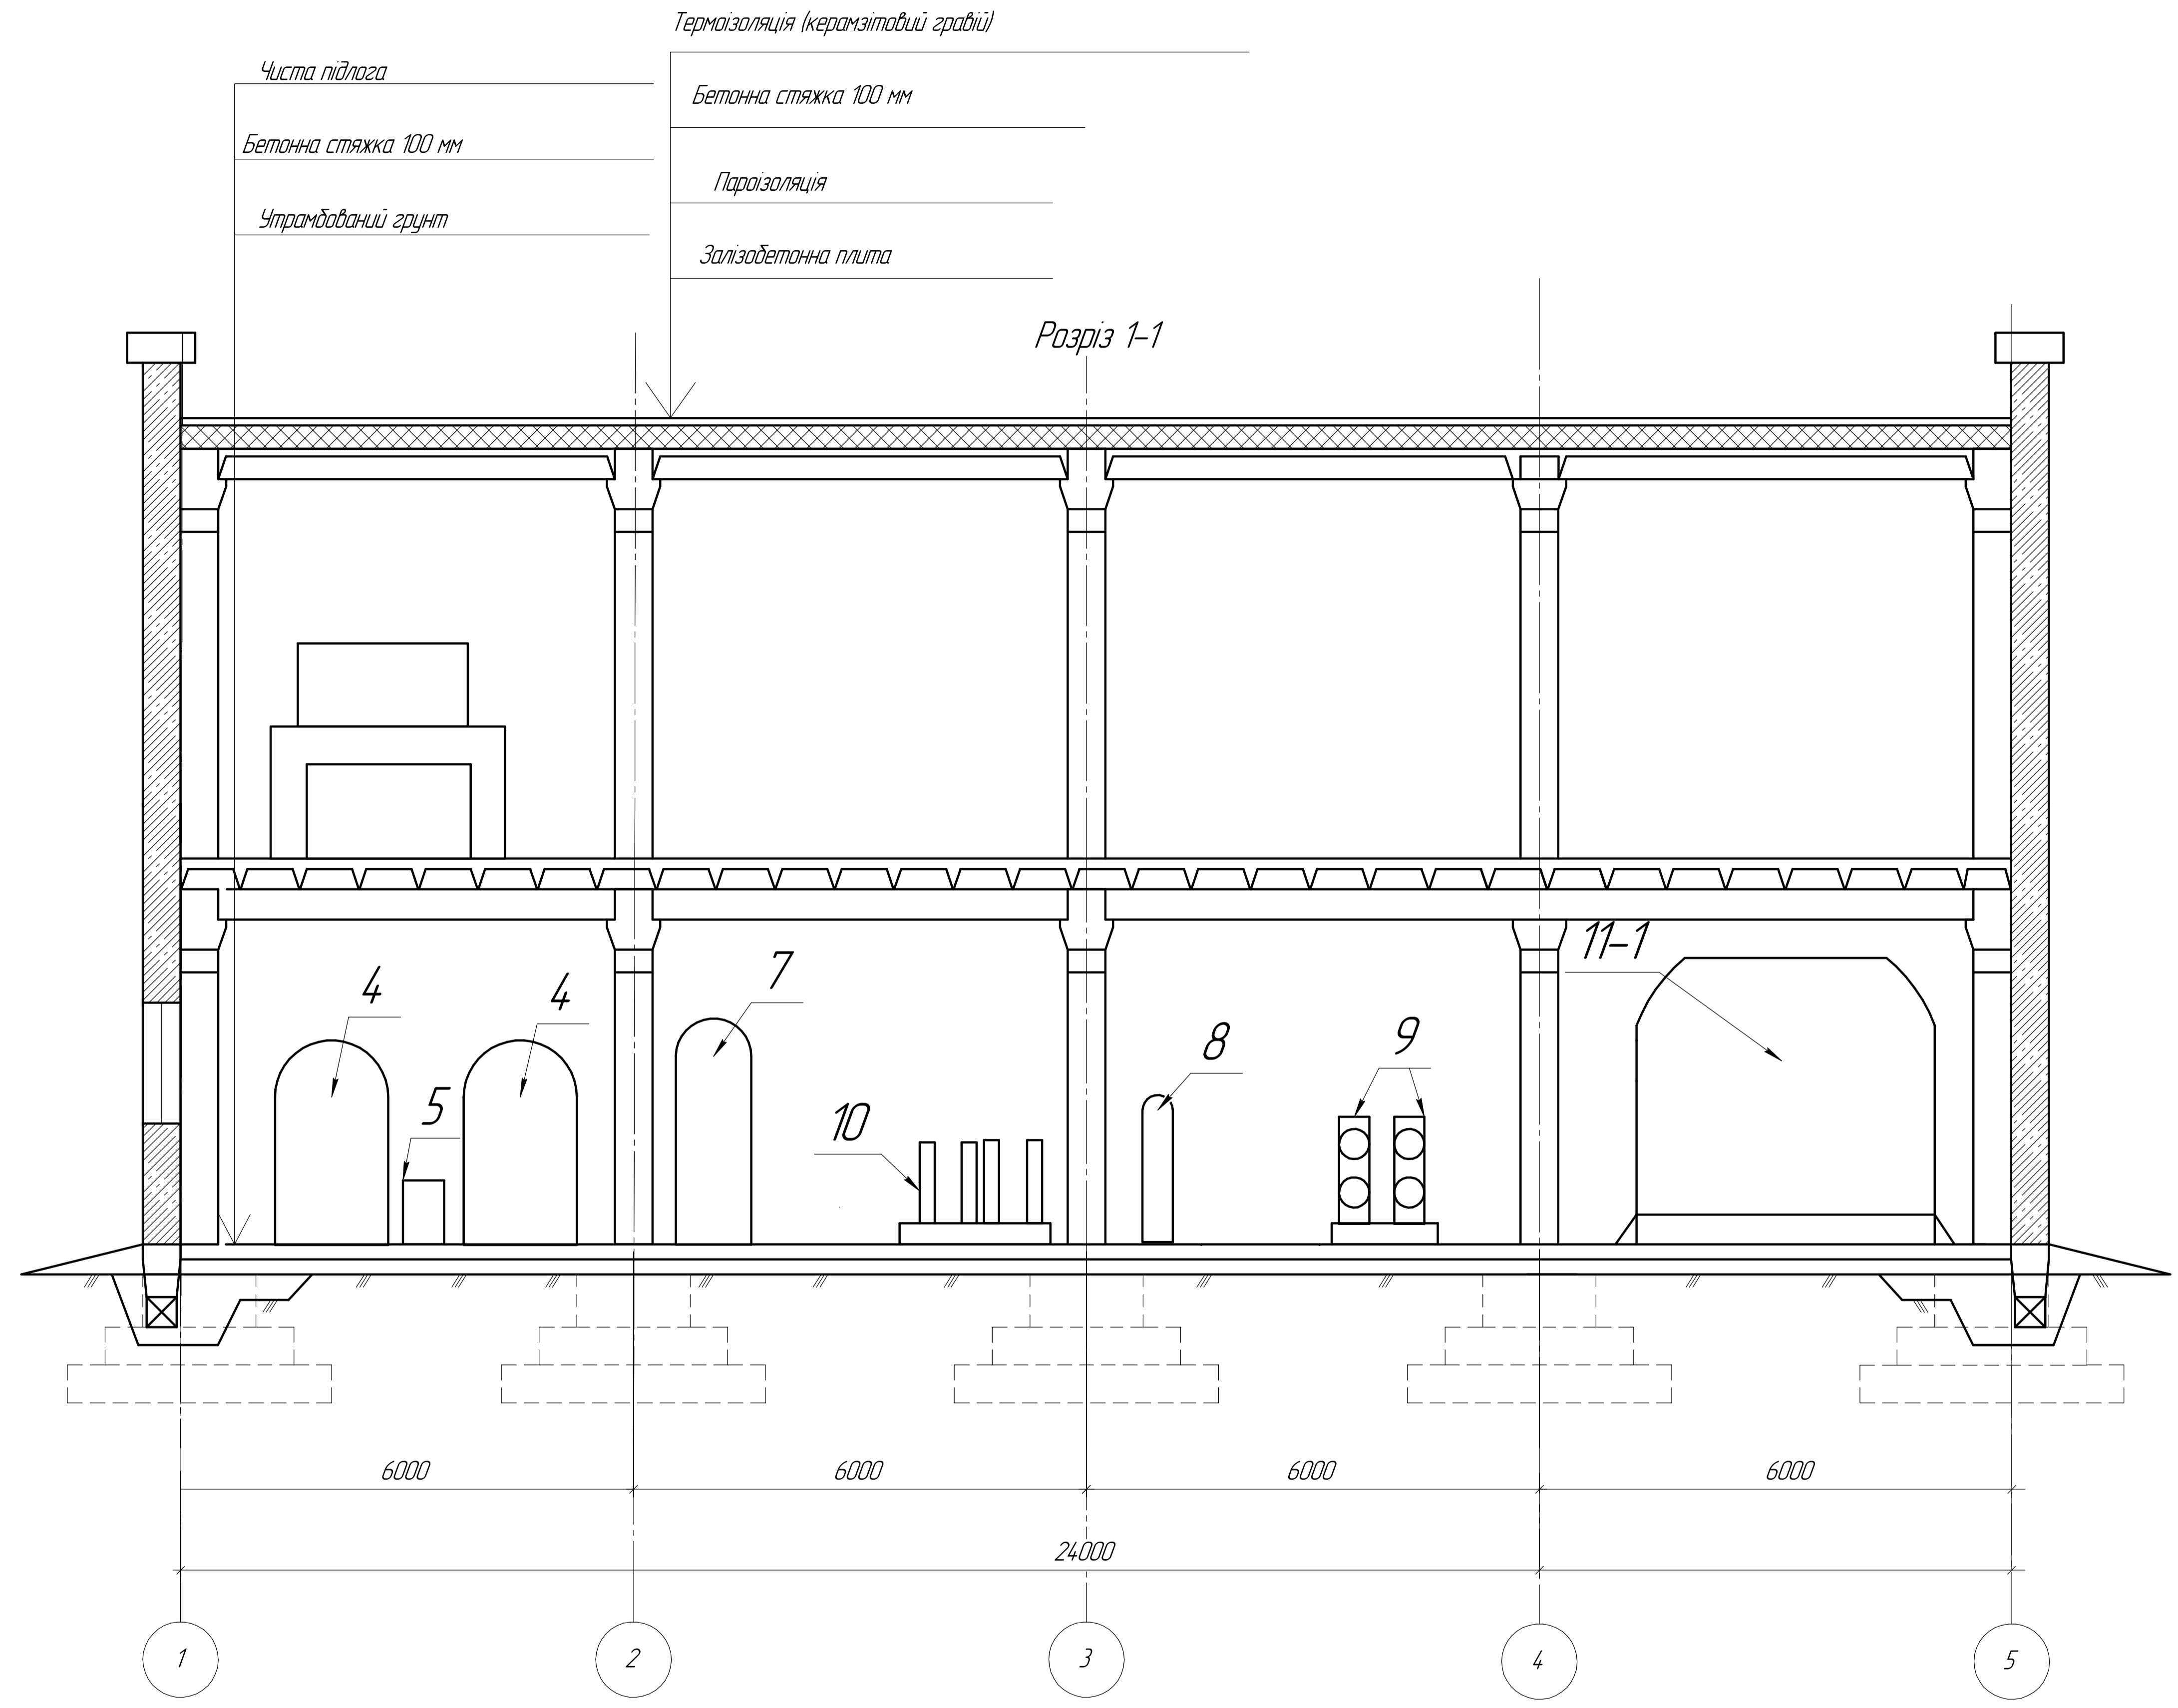 Термоізоляція (керамзітовий гравій)
Чиста підлога
Бетонна стяжка 100 мм
Бетонна стяжка 100 мм
Пароізоляція
Утрамбований грунт
Залізобетонна плита
Розріз 1-1
4
4
7
11-1
5
10
8
9
6000
6000
6000
6000
24000
1
2
3
4
5